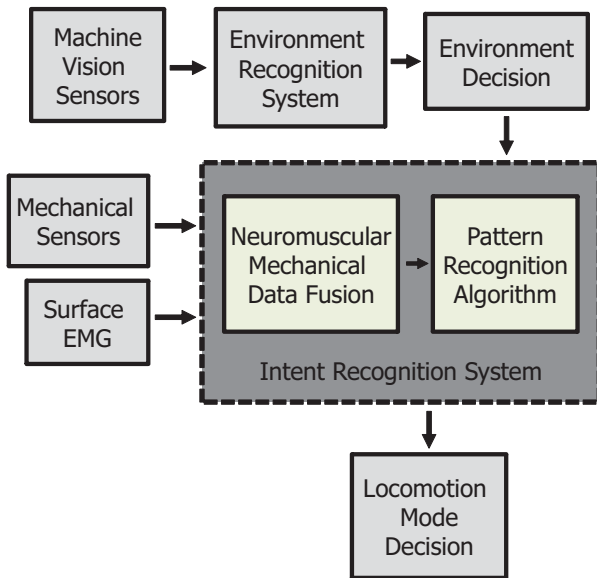 Machine
Vision
Sensors
Environment
Recognition
System
Environment
Decision
Mechanical
Sensors
Surface
EMG
Neuromuscular
Mechanical
Data Fusion
Pattern
Recognition
Algorithm
Intent Recognition System
Locomotion
Mode
Decision